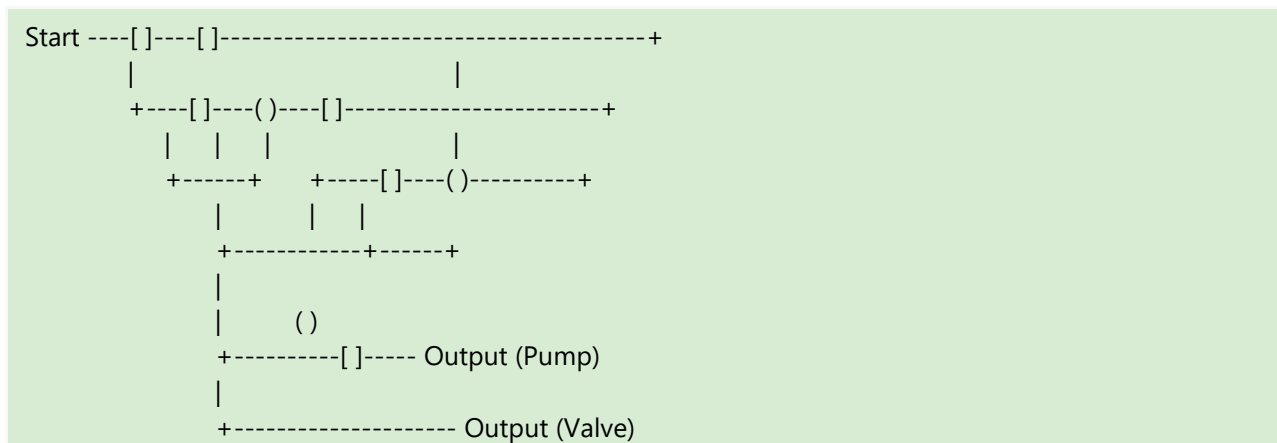 Start ----[ ]----[ ]----------------------------------------+
| |
+----[ ]----( )----[ ]------------------------+
| | | |
+------+ +-----[ ]----( )----------+
| | |
+------------+------+
|
| ( )
+----------[ ]----- Output (Pump)
|
+--------------------- Output (Valve)